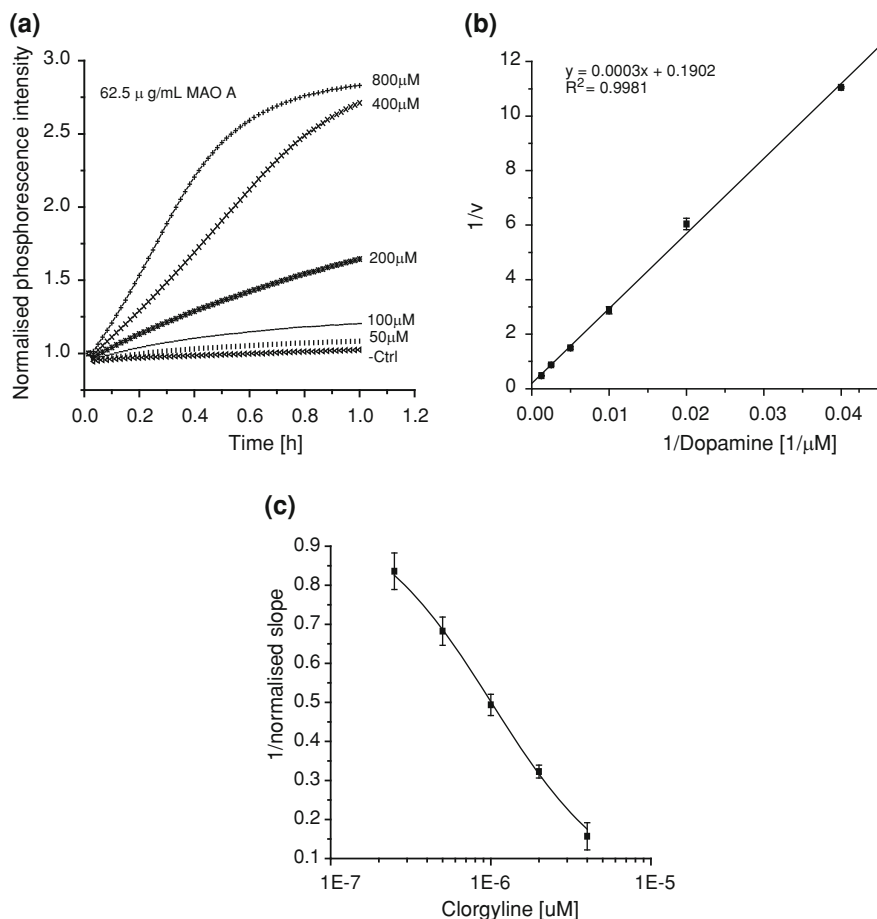 (a)
Normalised phosphorescence intensity
3.0
2.5
2.0
1.5
1.0
62.5 μ g/mL MAO A
800μM
400μM
200μM
100μM
50μM
-Ctrl
0.0 0.2 0.4 0.6 0.8 1.0 1.2
Time [h]
(b)
1/v
12
10
8
6
4
2
0
y = 0.0003x + 0.1902
R² = 0.9981
0.00 0.01 0.02 0.03 0.04
1/Dopamine [1/μM]
(c)
1/normalised slope
0.9
0.8
0.7
0.6
0.5
0.4
0.3
0.2
0.1
1E-7 1E-6 1E-5
Clorgyline [uM]